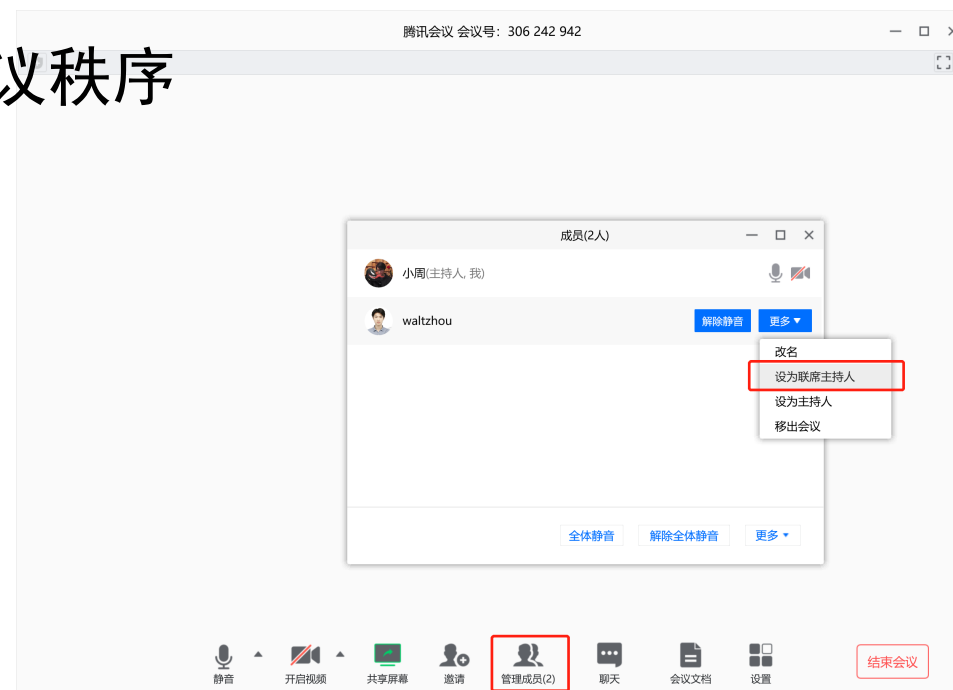 腾讯会议 会议号：306 242 942
议秩序
成员(2人)
小周(主持人, 我)
waltzhou
解除静音
更多
改名
设为联席主持人
设为主持人
移出会议
全体静音
解除全体静音
更多
静音
开启视频
共享屏幕
邀请
管理成员(2)
聊天
会议文档
设置
结束会议